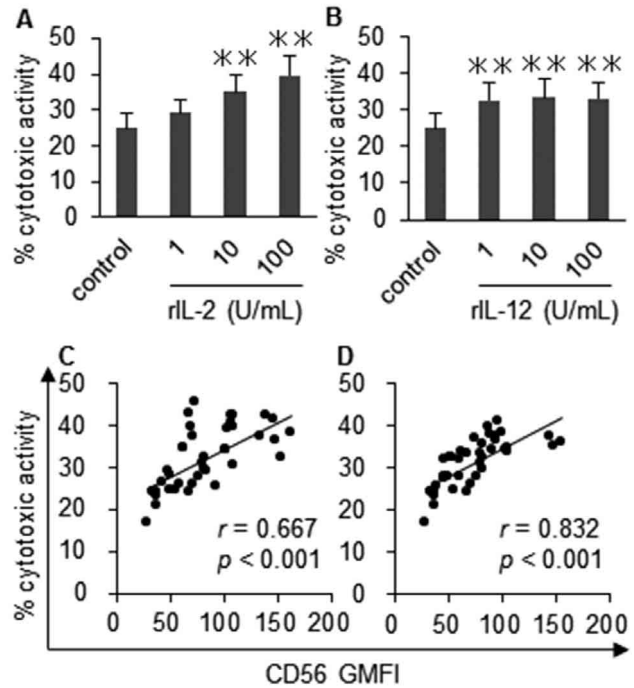 A
B
% cytotoxic activity
50
40
30
20
10
0
** **
control 1 10 100
rIL-2 (U/mL)
% cytotoxic activity
50
40
30
20
10
0
** ** **
control 1 10 100
rIL-12 (U/mL)
C
D
% cytotoxic activity
50
40
30
20
10
0
r = 0.667
p < 0.001
0 50 100 150 200
50
40
30
20
10
0
r = 0.832
p < 0.001
0 50 100 150 200
CD56 GMFI